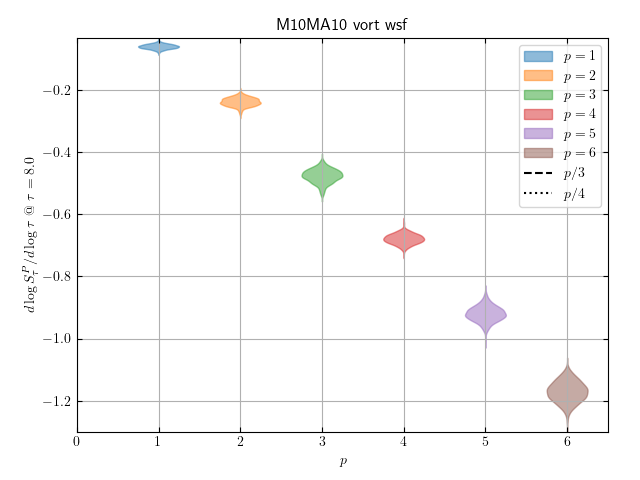 M10MA10 vort wsf
d log S_τ^P / d log τ @ τ = 8.0
−0.2
−0.4
−0.6
−0.8
−1.0
−1.2
p = 1
p = 2
p = 3
p = 4
p = 5
p = 6
p/3
p/4
0 1 2 3 4 5 6
p